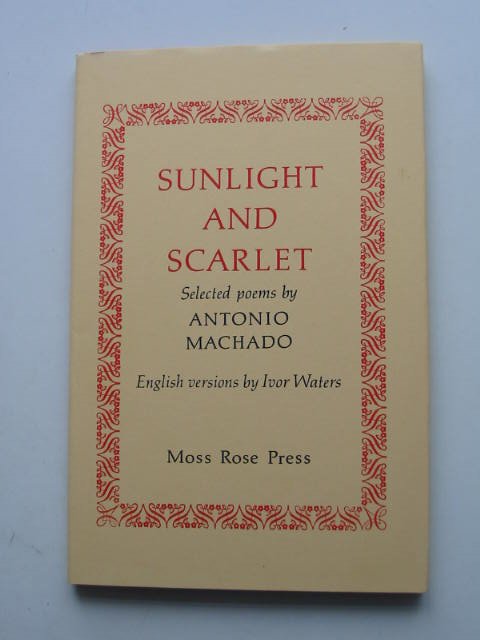 SUNLIGHT
AND
SCARLET
Selected poems by
ANTONIO
MACHADO
English versions by Ivor Waters
Moss Rose Press